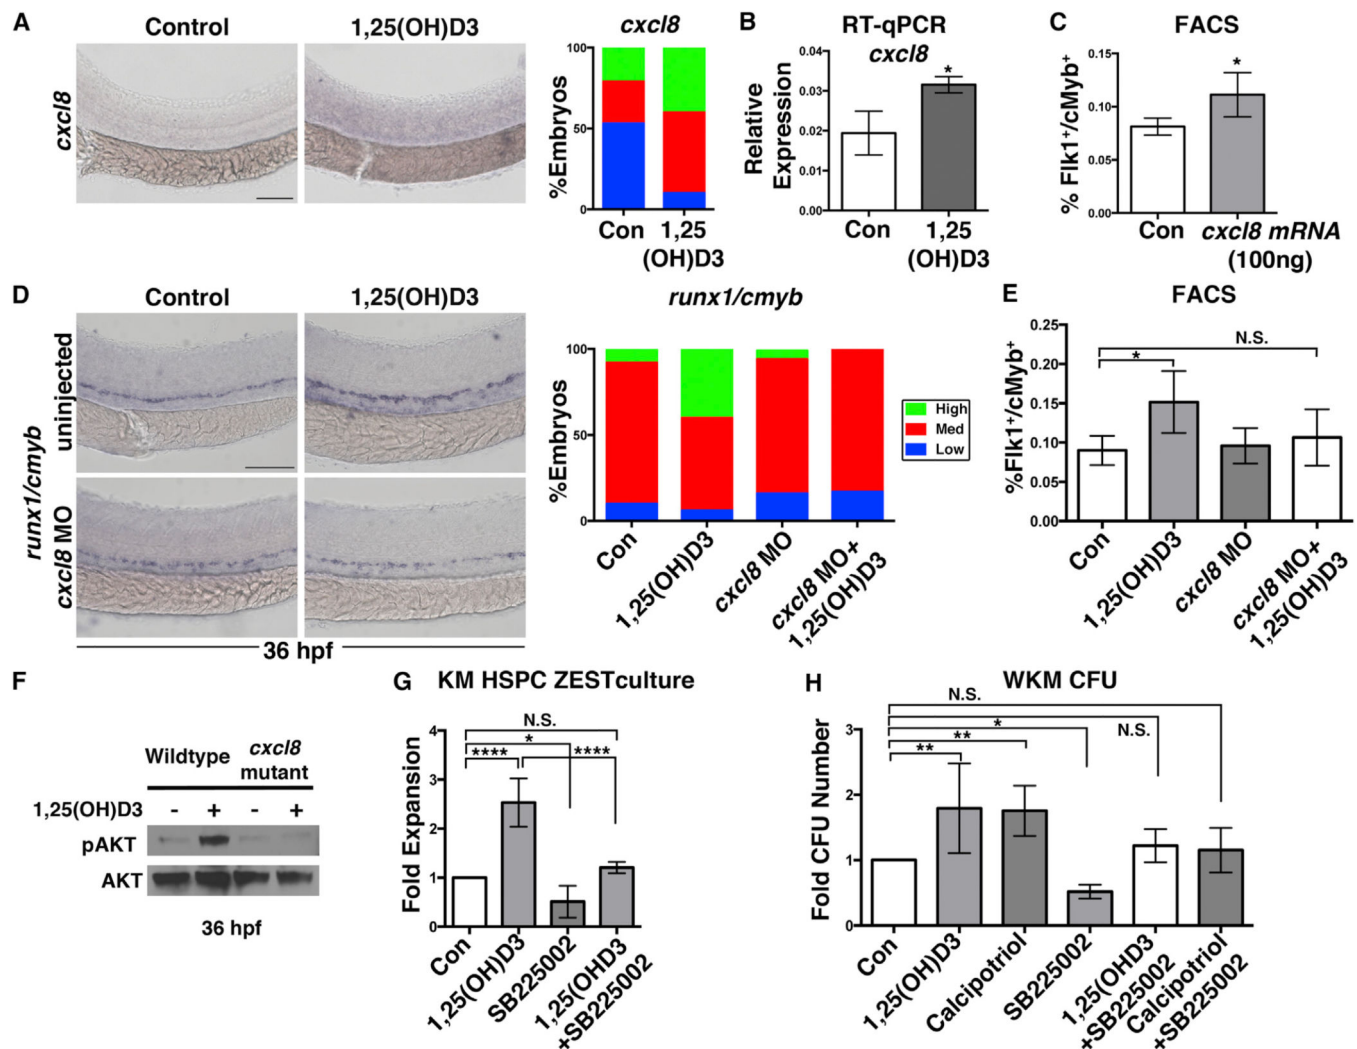 A
Control
1,25(OH)D3
cxcl8
cxcl8
100
50
0
%Embryos
Con
1,25
(OH)D3
B
RT-qPCR
cxcl8
0.04
0.03
0.02
0.01
0.00
Relative
Expression
*
Con
1,25
(OH)D3
C
FACS
0.15
0.10
0.05
0.00
% Flk1+/cMyb+
*
Con
cxcl8 mRNA
(100ng)
D
Control
1,25(OH)D3
runx1/cmyb
uninjected
cxcl8 MO
36 hpf
runx1/cmyb
100
50
0
%Embryos
Con
1,25(OH)D3
cxcl8 MO
cxcl8 MO+
1,25(OH)D3
High
Med
Low
E
FACS
0.25
0.20
0.15
0.10
0.05
0.00
%Flk1+/cMyb+
N.S.
*
Con
1,25(OH)D3
cxcl8 MO
cxcl8 MO+
1,25(OH)D3
F
Wildtype
cxcl8
mutant
1,25(OH)D3 - + - +
pAKT
AKT
36 hpf
G
KM HSPC ZESTculture
4
3
2
1
0
Fold Expansion
N.S.
*
**** ****
Con
1,25(OH)D3
SB225002
1,25(OHD3
+SB225002
H
WKM CFU
3
2
1
0
Fold CFU Number
N.S.
N.S.
*
**
**
Con
1,25(OH)D3
Calcipotriol
SB225002
1,25(OHD3
+SB225002
Calcipotriol
+SB225002